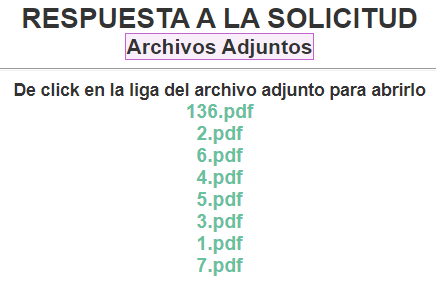 RESPUESTA A LA SOLICITUD
Archivos Adjuntos
De click en la liga del archivo adjunto para abrirlo
136.pdf
2.pdf
6.pdf
4.pdf
5.pdf
3.pdf
1.pdf
7.pdf